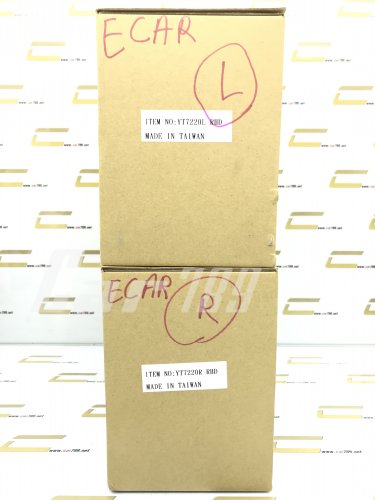 ECAR
L
ITEM NO:YT7220L RHD
MADE IN TAIWAN
ECAR
R
ITEM NO:YT7220R RHD
MADE IN TAIWAN